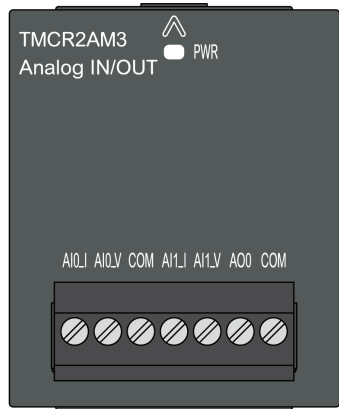 TMCR2AM3
PWR
Analog IN/OUT
AI0_I AI0_V COM AI1_I AI1_V AO0 COM